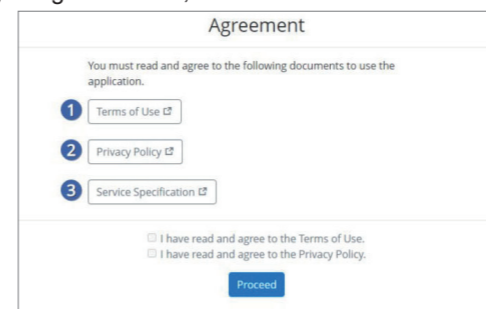 Agreement
You must read and agree to the following documents to use the
application.
1 Terms of Use
2 Privacy Policy
3 Service Specification
I have read and agree to the Terms of Use.
I have read and agree to the Privacy Policy.
Proceed